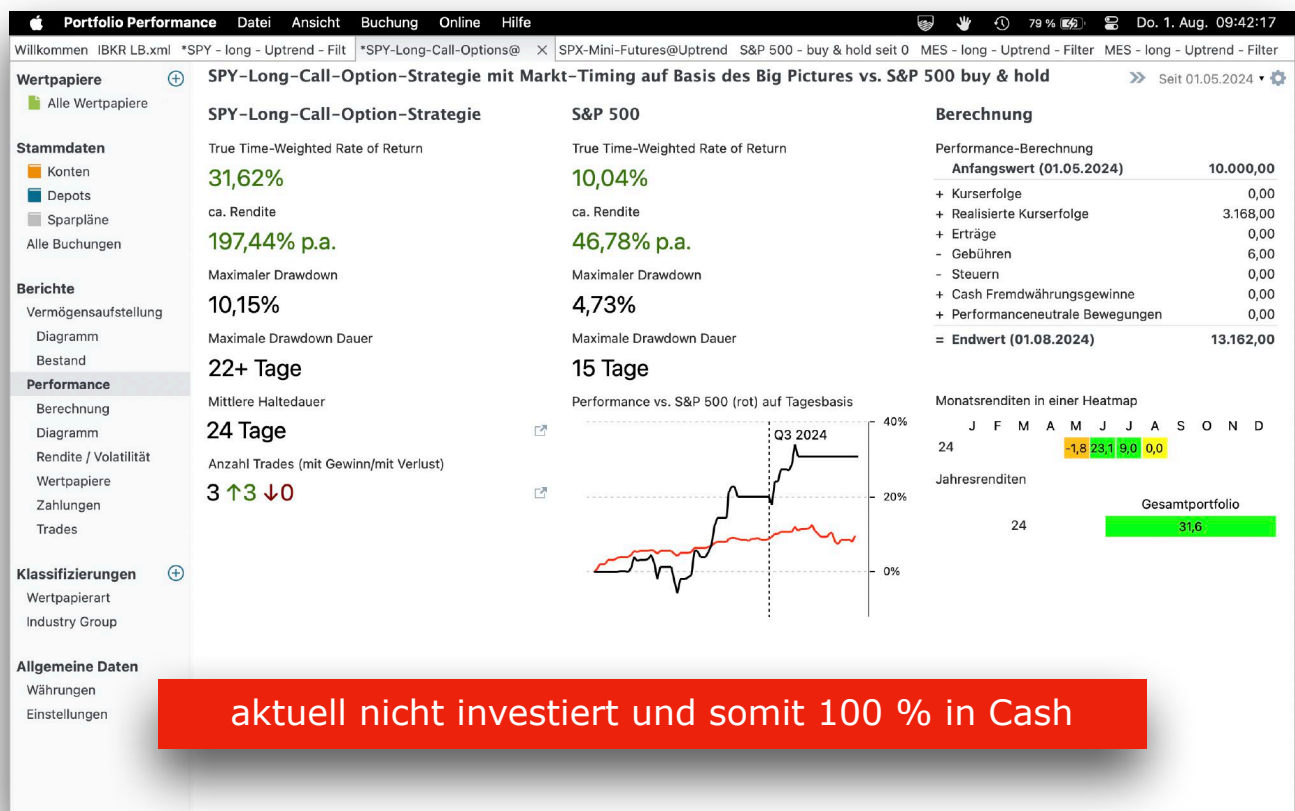 Portfolio Performance Datei Ansicht Buchung Online Hilfe 79 % Do. 1. Aug. 09:42:17
Willkommen IBKR LB.xml *SPY - long - Uptrend - Filt *SPY-Long-Call-Options@ × SPX-Mini-Futures@Uptrend S&P 500 - buy & hold seit 0 MES - long - Uptrend - Filter MES - long - Uptrend - Filter
Wertpapiere
Alle Wertpapiere
Stammdaten
Konten
Depots
Sparpläne
Alle Buchungen
Berichte
Vermögensaufstellung
Diagramm
Bestand
Performance
Berechnung
Diagramm
Rendite / Volatilität
Wertpapiere
Zahlungen
Trades
Klassifizierungen
Wertpapierart
Industry Group
Allgemeine Daten
Währungen
Einstellungen
SPY-Long-Call-Option-Strategie mit Markt-Timing auf Basis des Big Pictures vs. S&P 500 buy & hold
Seit 01.05.2024
SPY-Long-Call-Option-Strategie
True Time-Weighted Rate of Return
31,62%
ca. Rendite
197,44% p.a.
Maximaler Drawdown
10,15%
Maximale Drawdown Dauer
22+ Tage
Mittlere Haltedauer
24 Tage
Anzahl Trades (mit Gewinn/mit Verlust)
3 ↑3 ↓0
S&P 500
True Time-Weighted Rate of Return
10,04%
ca. Rendite
46,78% p.a.
Maximaler Drawdown
4,73%
Maximale Drawdown Dauer
15 Tage
Performance vs. S&P 500 (rot) auf Tagesbasis
Q3 2024
40%
20%
0%
Berechnung
Performance-Berechnung
Anfangswert (01.05.2024) 10.000,00
+ Kurserfolge 0,00
+ Realisierte Kurserfolge 3.168,00
+ Erträge 0,00
- Gebühren 6,00
- Steuern 0,00
+ Cash Fremdwährungsgewinne 0,00
+ Performanceneutrale Bewegungen 0,00
= Endwert (01.08.2024) 13.162,00
Monatsrenditen in einer Heatmap
J F M A M J J A S O N D
24 -1,8 23,1 9,0 0,0
Jahresrenditen
Gesamtportfolio
24 31,6
aktuell nicht investiert und somit 100 % in Cash